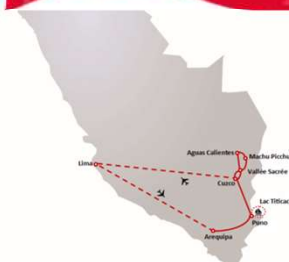 Aguas Calientes
Machu Picchu
Lima
Vallée Sacrée
Cuzco
Lac Titicaca
Puno
Arequipa